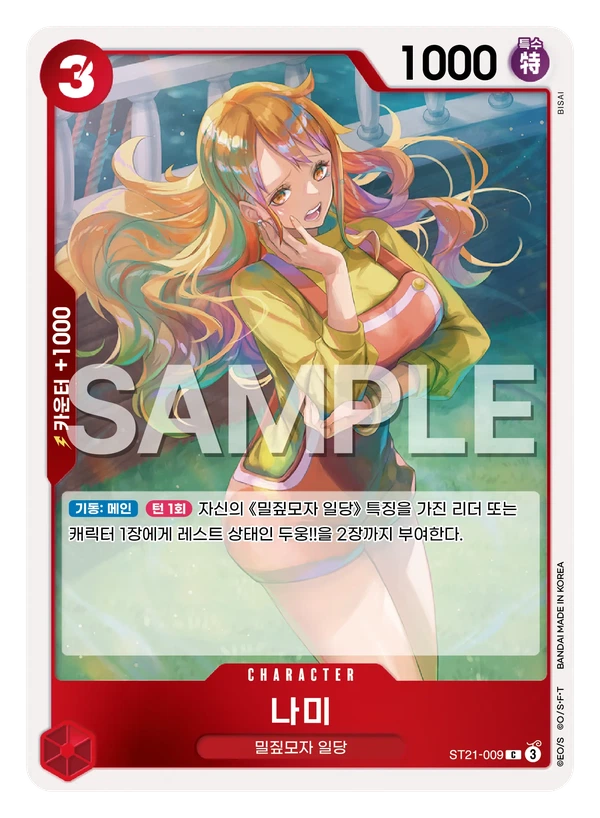 3
1000
특수
特
BISAI
⚡카운터 +1000
SAMPLE
기동: 메인 턴 1회 자신의 《밀짚모자 일당》 특징을 가진 리더 또는
캐릭터 1장에게 레스트 상태인 두웅!!을 2장까지 부여한다.
CHARACTER
나미
밀짚모자 일당
ST21-009 C 3
©EO/S ©O/S·F·T BANDAI MADE IN KOREA